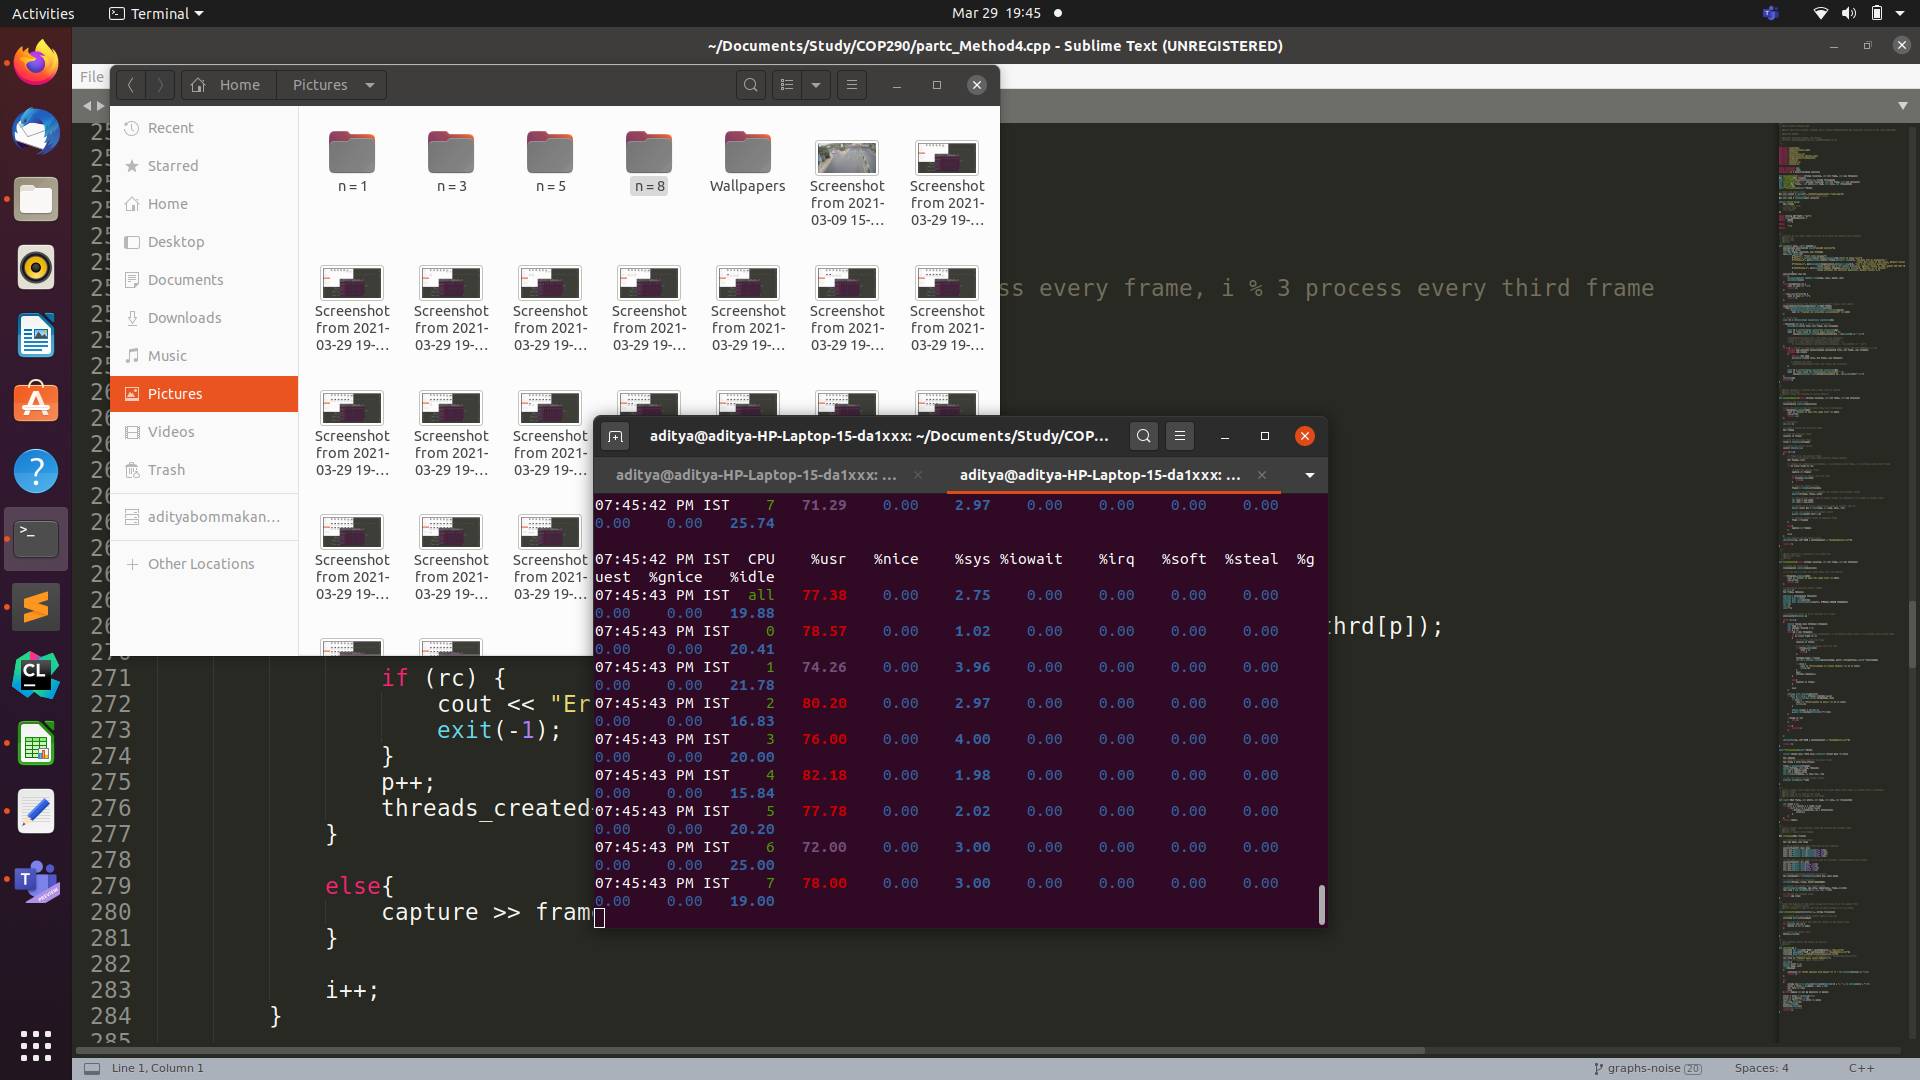 Activities
Terminal
Mar 29 19:45
~/Documents/Study/COP290/partc_Method4.cpp - Sublime Text (UNREGISTERED)
File
Home
Pictures
Recent
Starred
Home
Desktop
Documents
Downloads
Music
Pictures
Videos
Trash
adityabommakan...
Other Locations
n = 1
n = 3
n = 5
n = 8
Wallpapers
Screenshot from 2021-03-09 15-...
Screenshot from 2021-03-29 19-...
Screenshot from 2021-03-29 19-...
Screenshot from 2021-03-29 19-...
Screenshot from 2021-03-29 19-...
Screenshot from 2021-03-29 19-...
Screenshot from 2021-03-29 19-...
Screenshot from 2021-03-29 19-...
Screenshot from 2021-03-29 19-...
Screenshot from 2021-03-29 19-...
Screenshot from 2021-03-29 19-...
Screenshot from 2021-03-29 19-...
Screenshot from 2021-03-29 19-...
Screenshot from 2021-03-29 19-...
Screenshot from 2021-03-29 19-...
ss every frame, i % 3 process every third frame
thrd[p]);
aditya@aditya-HP-Laptop-15-da1xxx: ~/Documents/Study/COP...
aditya@aditya-HP-Laptop-15-da1xxx: ...
aditya@aditya-HP-Laptop-15-da1xxx: ...
07:45:42 PM IST 7 71.29 0.00 2.97 0.00 0.00 0.00 0.00
0.00 0.00 25.74
07:45:42 PM IST CPU %usr %nice %sys %iowait %irq %soft %steal %g
uest %gnice %idle
07:45:43 PM IST all 77.38 0.00 2.75 0.00 0.00 0.00 0.00
0.00 0.00 19.88
07:45:43 PM IST 0 78.57 0.00 1.02 0.00 0.00 0.00 0.00
0.00 0.00 20.41
07:45:43 PM IST 1 74.26 0.00 3.96 0.00 0.00 0.00 0.00
0.00 0.00 21.78
07:45:43 PM IST 2 80.20 0.00 2.97 0.00 0.00 0.00 0.00
0.00 0.00 16.83
07:45:43 PM IST 3 76.00 0.00 4.00 0.00 0.00 0.00 0.00
0.00 0.00 20.00
07:45:43 PM IST 4 82.18 0.00 1.98 0.00 0.00 0.00 0.00
0.00 0.00 15.84
07:45:43 PM IST 5 77.78 0.00 2.02 0.00 0.00 0.00 0.00
0.00 0.00 20.20
07:45:43 PM IST 6 72.00 0.00 3.00 0.00 0.00 0.00 0.00
0.00 0.00 25.00
07:45:43 PM IST 7 78.00 0.00 3.00 0.00 0.00 0.00 0.00
0.00 0.00 19.00
271 if (rc) {
272 cout << "Er
273 exit(-1);
274 }
275 p++;
276 threads_created
277 }
278
279 else{
280 capture >> fram
281 }
282
283 i++;
284 }
285
Line 1, Column 1
graphs-noise 20
Spaces: 4
C++